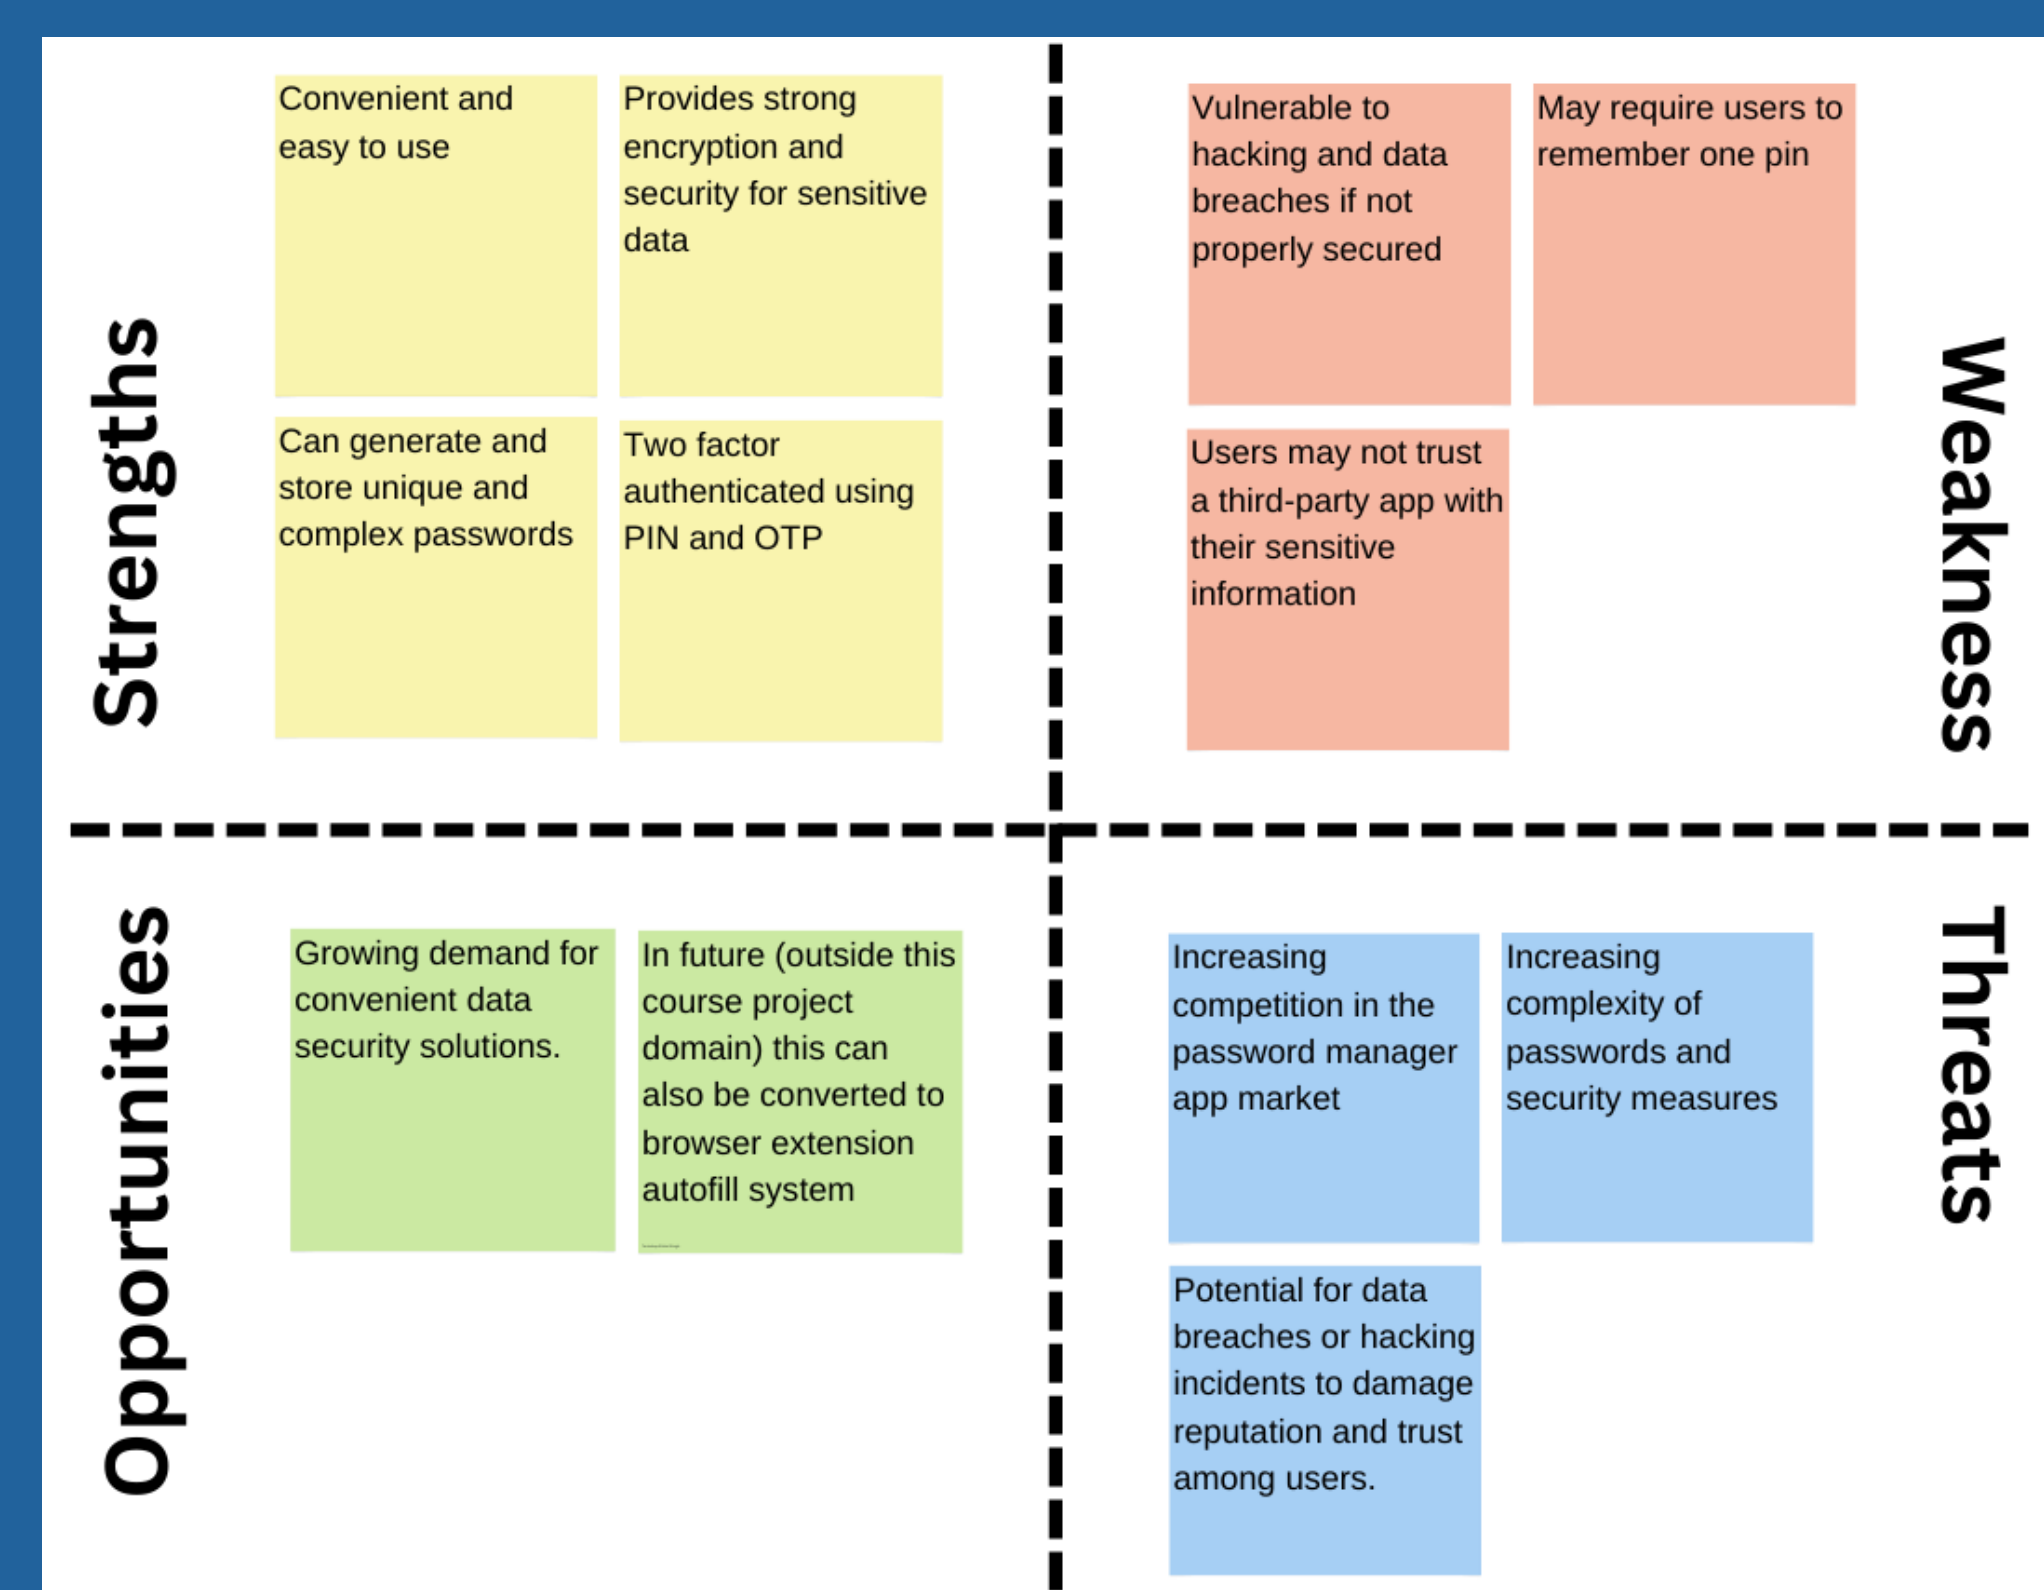 Strengths
Convenient and
easy to use
Provides strong
encryption and
security for sensitive
data
Can generate and
store unique and
complex passwords
Two factor
authenticated using
PIN and OTP
Weakness
Vulnerable to
hacking and data
breaches if not
properly secured
May require users to
remember one pin
Users may not trust
a third-party app with
their sensitive
information
Opportunities
Growing demand for
convenient data
security solutions.
In future (outside this
course project
domain) this can
also be converted to
browser extension
autofill system
Threats
Increasing
competition in the
password manager
app market
Increasing
complexity of
passwords and
security measures
Potential for data
breaches or hacking
incidents to damage
reputation and trust
among users.